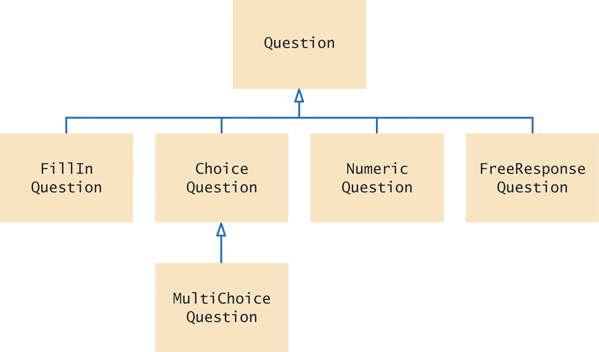 Question
FillIn
Question
Choice
Question
Numeric
Question
FreeResponse
Question
MultiChoice
Question